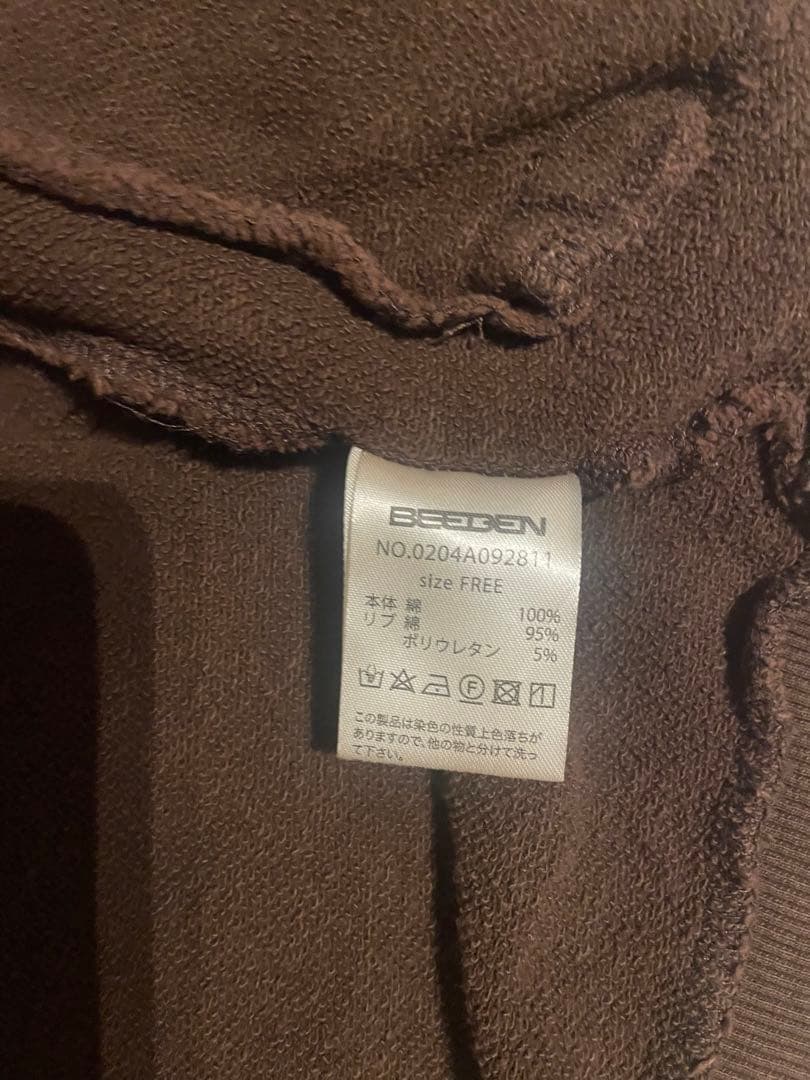 BEEDEN
NO.0204A092811
size FREE
本体 綿 100%
リブ 綿 95%
ポリウレタン 5%
F
この製品は染色の性質上色落ちが
ありますので、他の物と分けて洗っ
て下さい。